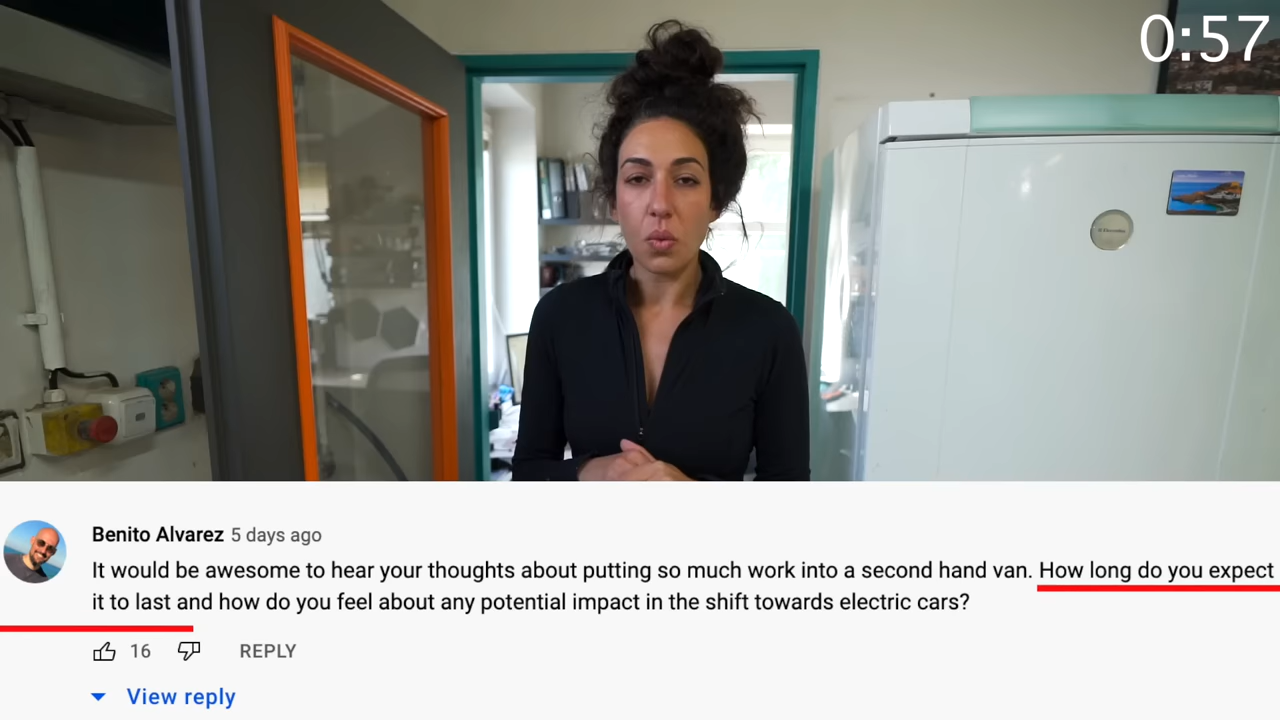 0:57
Benito Alvarez 5 days ago
It would be awesome to hear your thoughts about putting so much work into a second hand van. How long do you expect
it to last and how do you feel about any potential impact in the shift towards electric cars?
16 REPLY
View reply